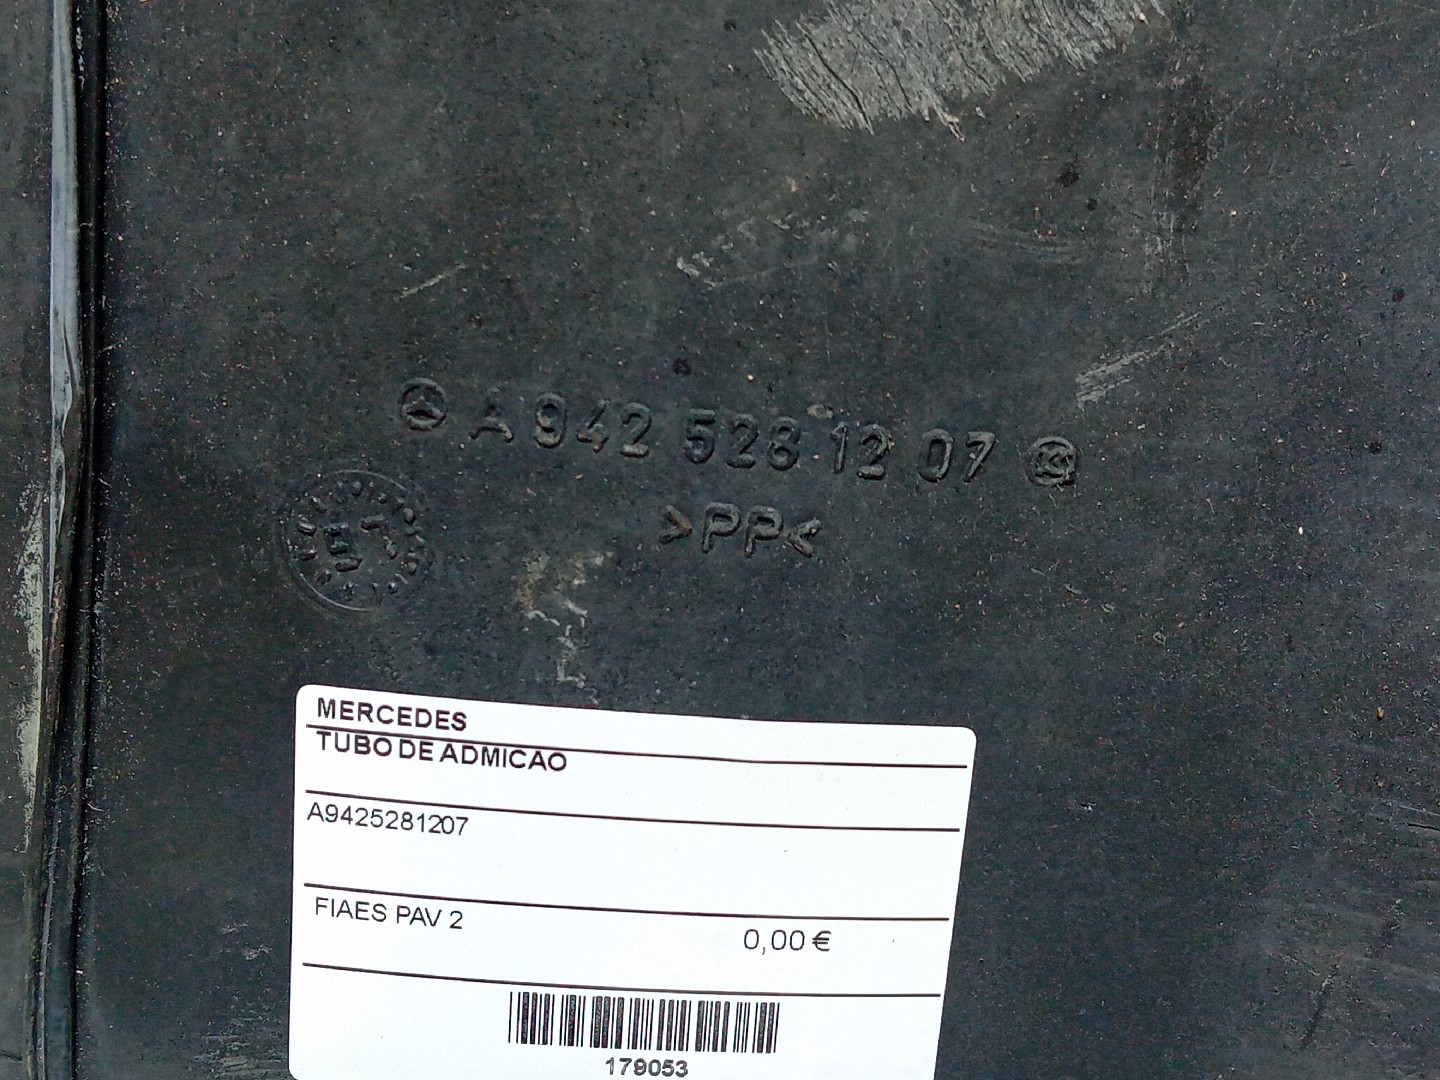 A 942 528 12 07
>PP<
MERCEDES
TUBO DE ADMICAO
A9425281207
FIAES PAV 2
0,00 €
179053